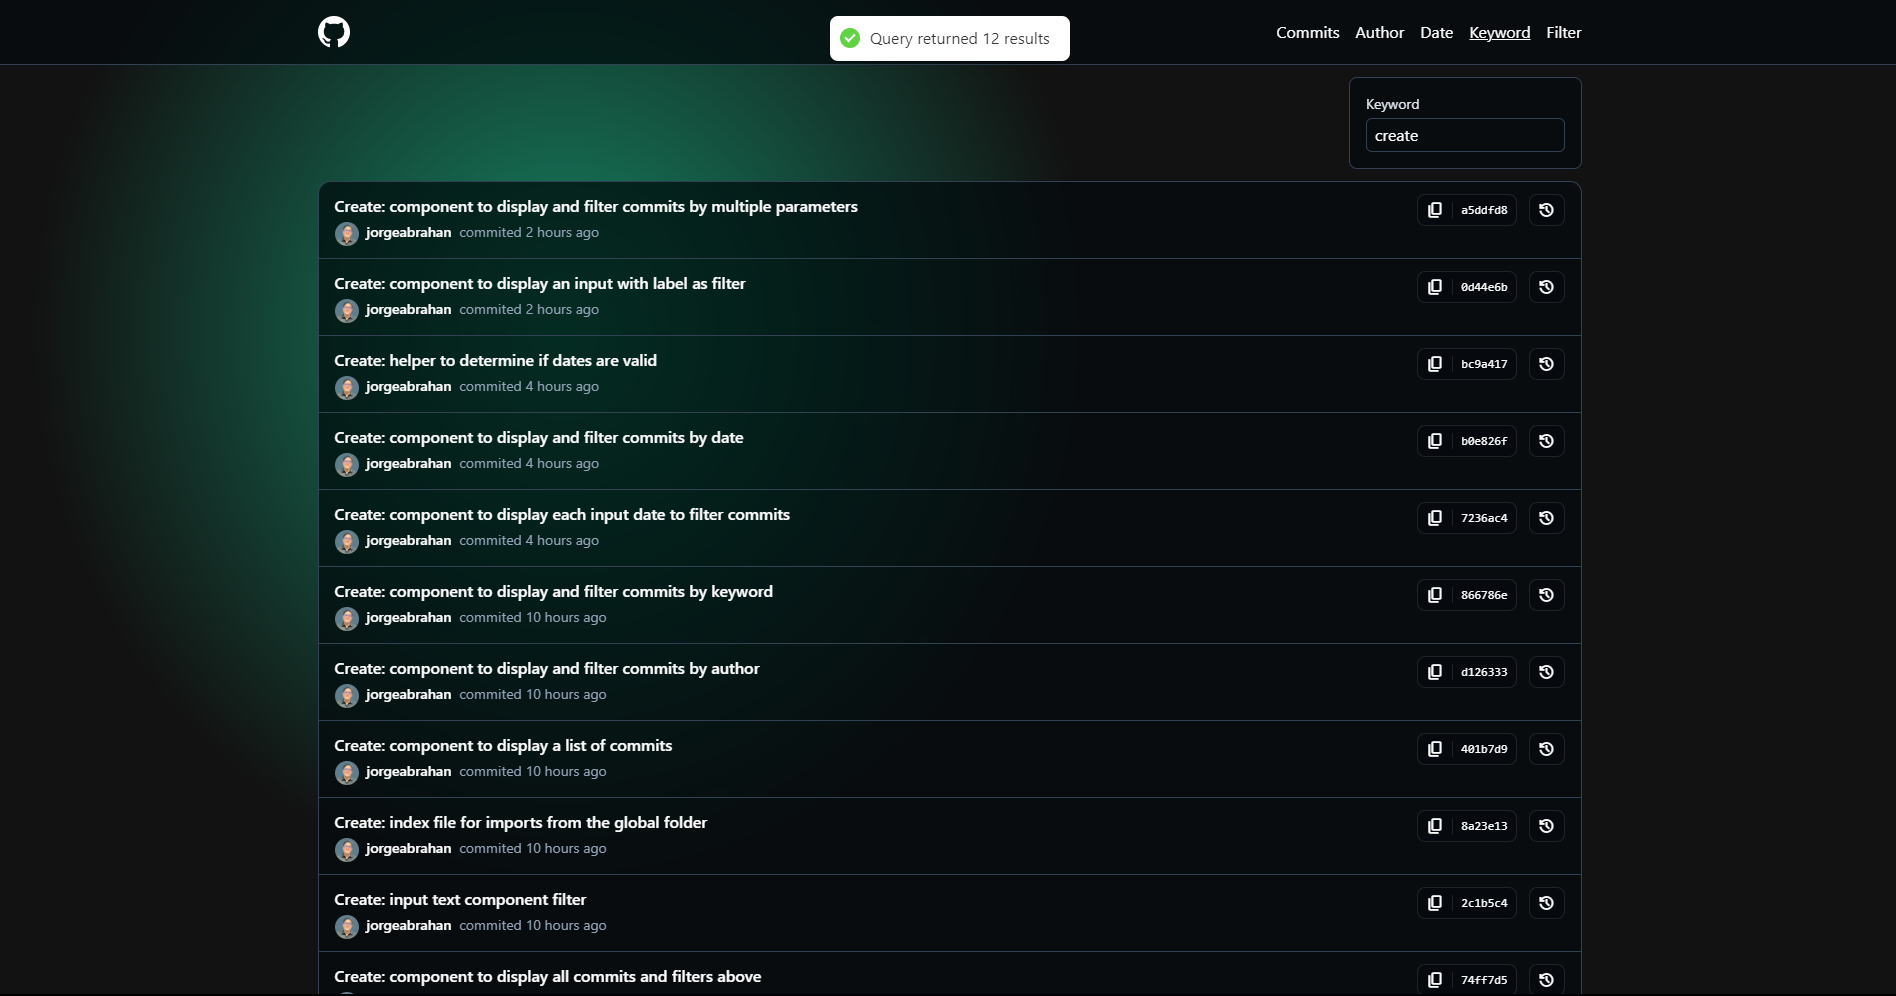 Query returned 12 results
Commits Author Date Keyword Filter
Keyword
create
Create: component to display and filter commits by multiple parameters
a5ddfd8
jorgeabrahan commited 2 hours ago
Create: component to display an input with label as filter
0d44e6b
jorgeabrahan commited 2 hours ago
Create: helper to determine if dates are valid
bc9a417
jorgeabrahan commited 4 hours ago
Create: component to display and filter commits by date
b0e826f
jorgeabrahan commited 4 hours ago
Create: component to display each input date to filter commits
7236ac4
jorgeabrahan commited 4 hours ago
Create: component to display and filter commits by keyword
866786e
jorgeabrahan commited 10 hours ago
Create: component to display and filter commits by author
d126333
jorgeabrahan commited 10 hours ago
Create: component to display a list of commits
401b7d9
jorgeabrahan commited 10 hours ago
Create: index file for imports from the global folder
8a23e13
jorgeabrahan commited 10 hours ago
Create: input text component filter
2c1b5c4
jorgeabrahan commited 10 hours ago
Create: component to display all commits and filters above
74ff7d5